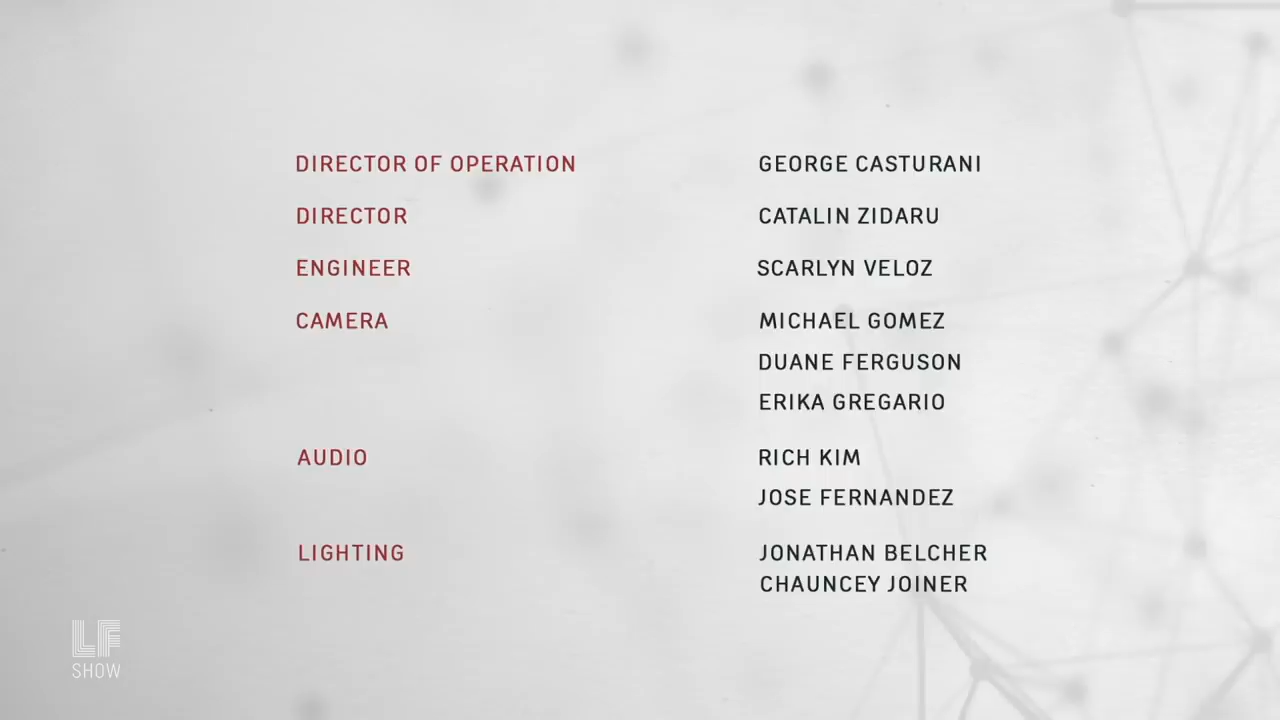 DIRECTOR OF OPERATION GEORGE CASTURANI
DIRECTOR CATALIN ZIDARU
ENGINEER SCARLYN VELOZ
CAMERA MICHAEL GOMEZ
DUANE FERGUSON
ERIKA GREGARIO
AUDIO RICH KIM
JOSE FERNANDEZ
LIGHTING JONATHAN BELCHER
CHAUNCEY JOINER
LF
SHOW